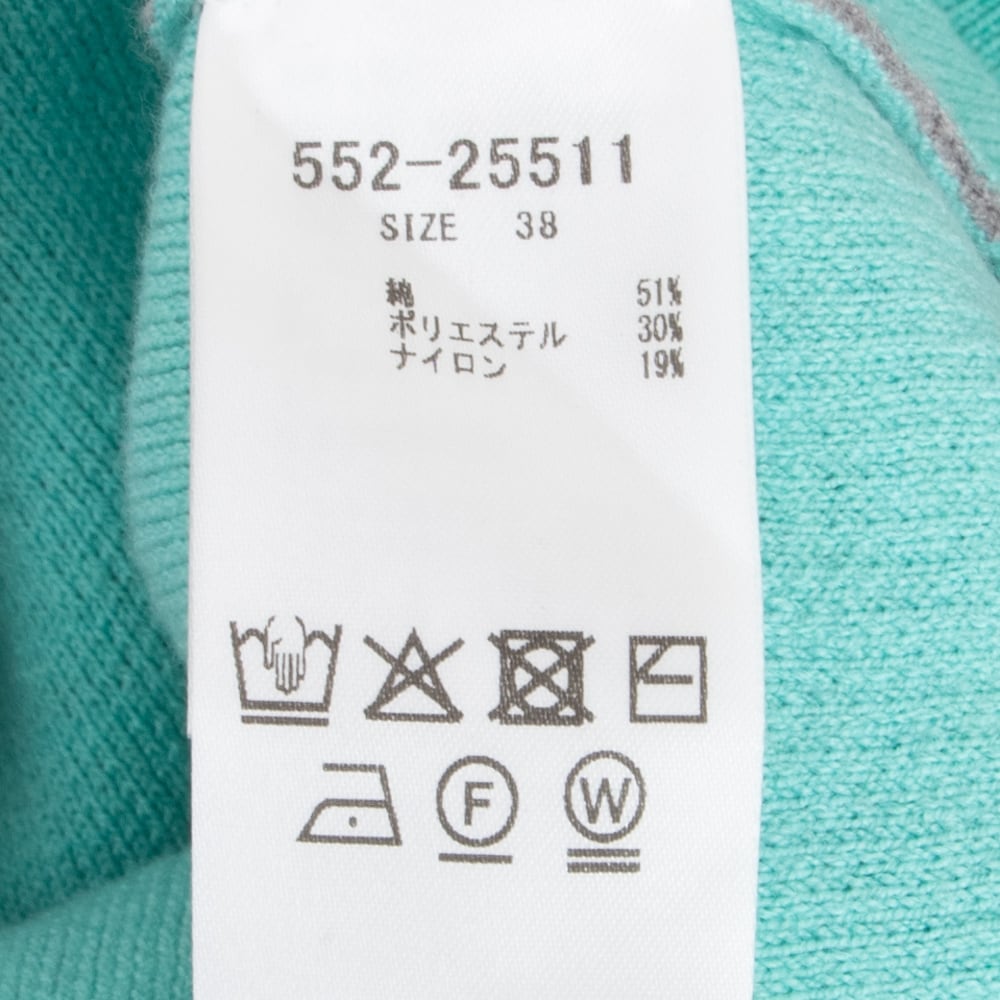 552-25511
SIZE 38
綿 51%
ポリエステル 30%
ナイロン 19%
F
W